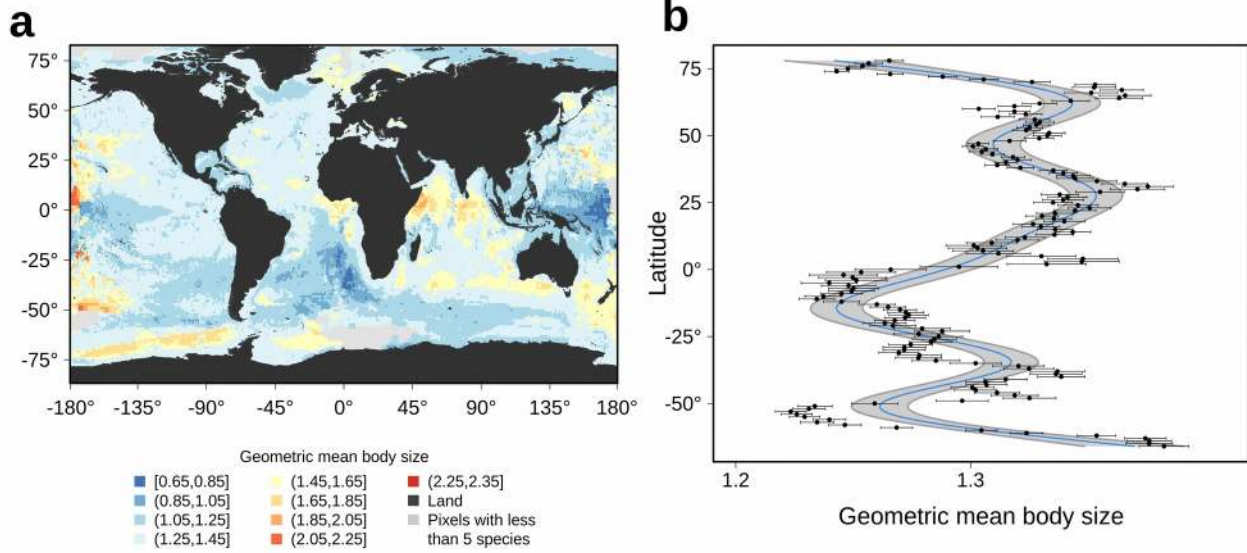 a
75°
50°
25°
0°
-25°
-50°
-75°
-180° -135° -90° -45° 0° 45° 90° 135° 180°
Geometric mean body size
[0.65,0.85]
(0.85,1.05]
(1.05,1.25]
(1.25,1.45]
(1.45,1.65]
(1.65,1.85]
(1.85,2.05]
(2.05,2.25]
(2.25,2.35]
Land
Pixels with less
than 5 species
b
Latitude
75
50
25
0°
-25°
-50°
1.2 1.3
Geometric mean body size